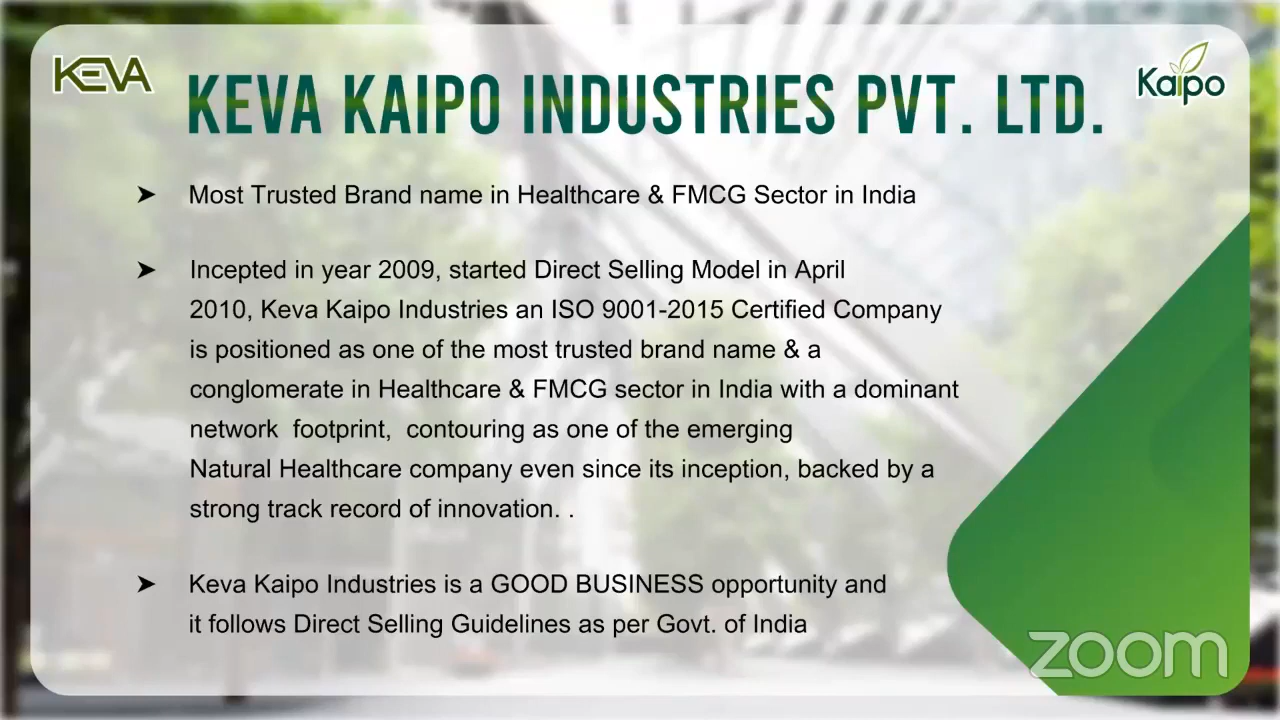 KEVA
Kaipo
KEVA KAIPO INDUSTRIES PVT. LTD.
➤ Most Trusted Brand name in Healthcare & FMCG Sector in India
➤ Incepted in year 2009, started Direct Selling Model in April
2010, Keva Kaipo Industries an ISO 9001-2015 Certified Company
is positioned as one of the most trusted brand name & a
conglomerate in Healthcare & FMCG sector in India with a dominant
network footprint, contouring as one of the emerging
Natural Healthcare company even since its inception, backed by a
strong track record of innovation. .
➤ Keva Kaipo Industries is a GOOD BUSINESS opportunity and
it follows Direct Selling Guidelines as per Govt. of India
zoom